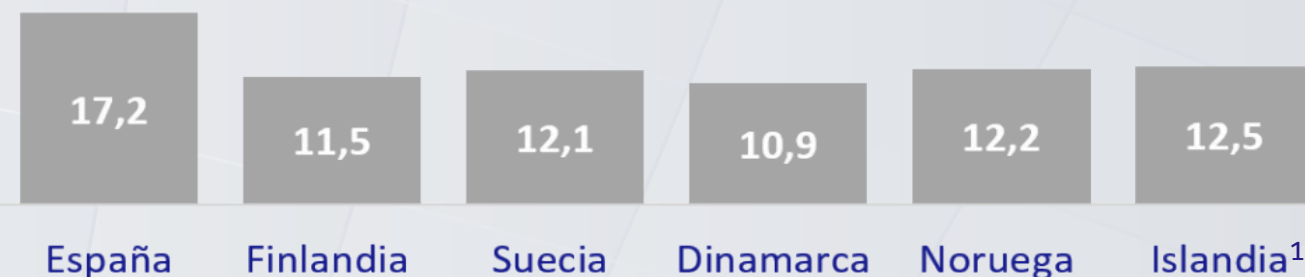 17,2 11,5 12,1 10,9 12,2 12,5
España Finlandia Suecia Dinamarca Noruega Islandia¹